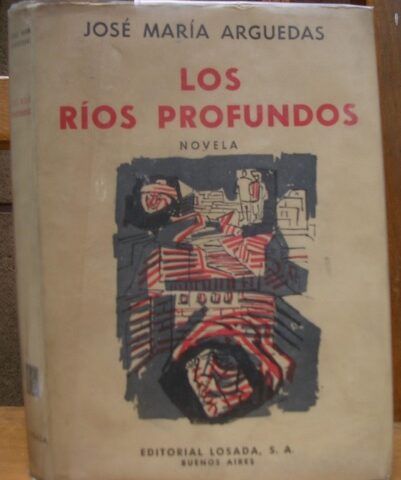 JOSÉ MARÍA ARGUEDAS
LOS
RÍOS PROFUNDOS
NOVELA
EDITORIAL LOSADA, S. A.
BUENOS AIRES